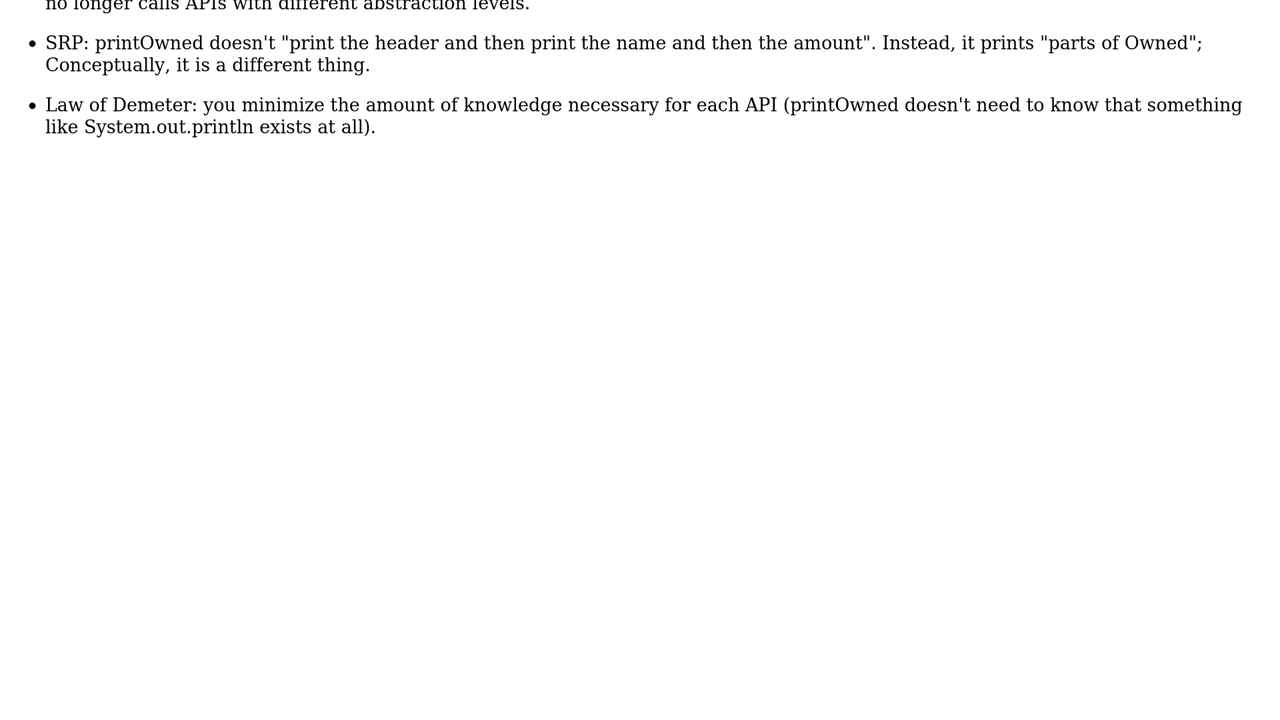 no longer calls APIs with different abstraction levels.
SRP: printOwned doesn't "print the header and then print the name and then the amount". Instead, it prints "parts of Owned";
Conceptually, it is a different thing.
Law of Demeter: you minimize the amount of knowledge necessary for each API (printOwned doesn't need to know that something
like System.out.println exists at all).